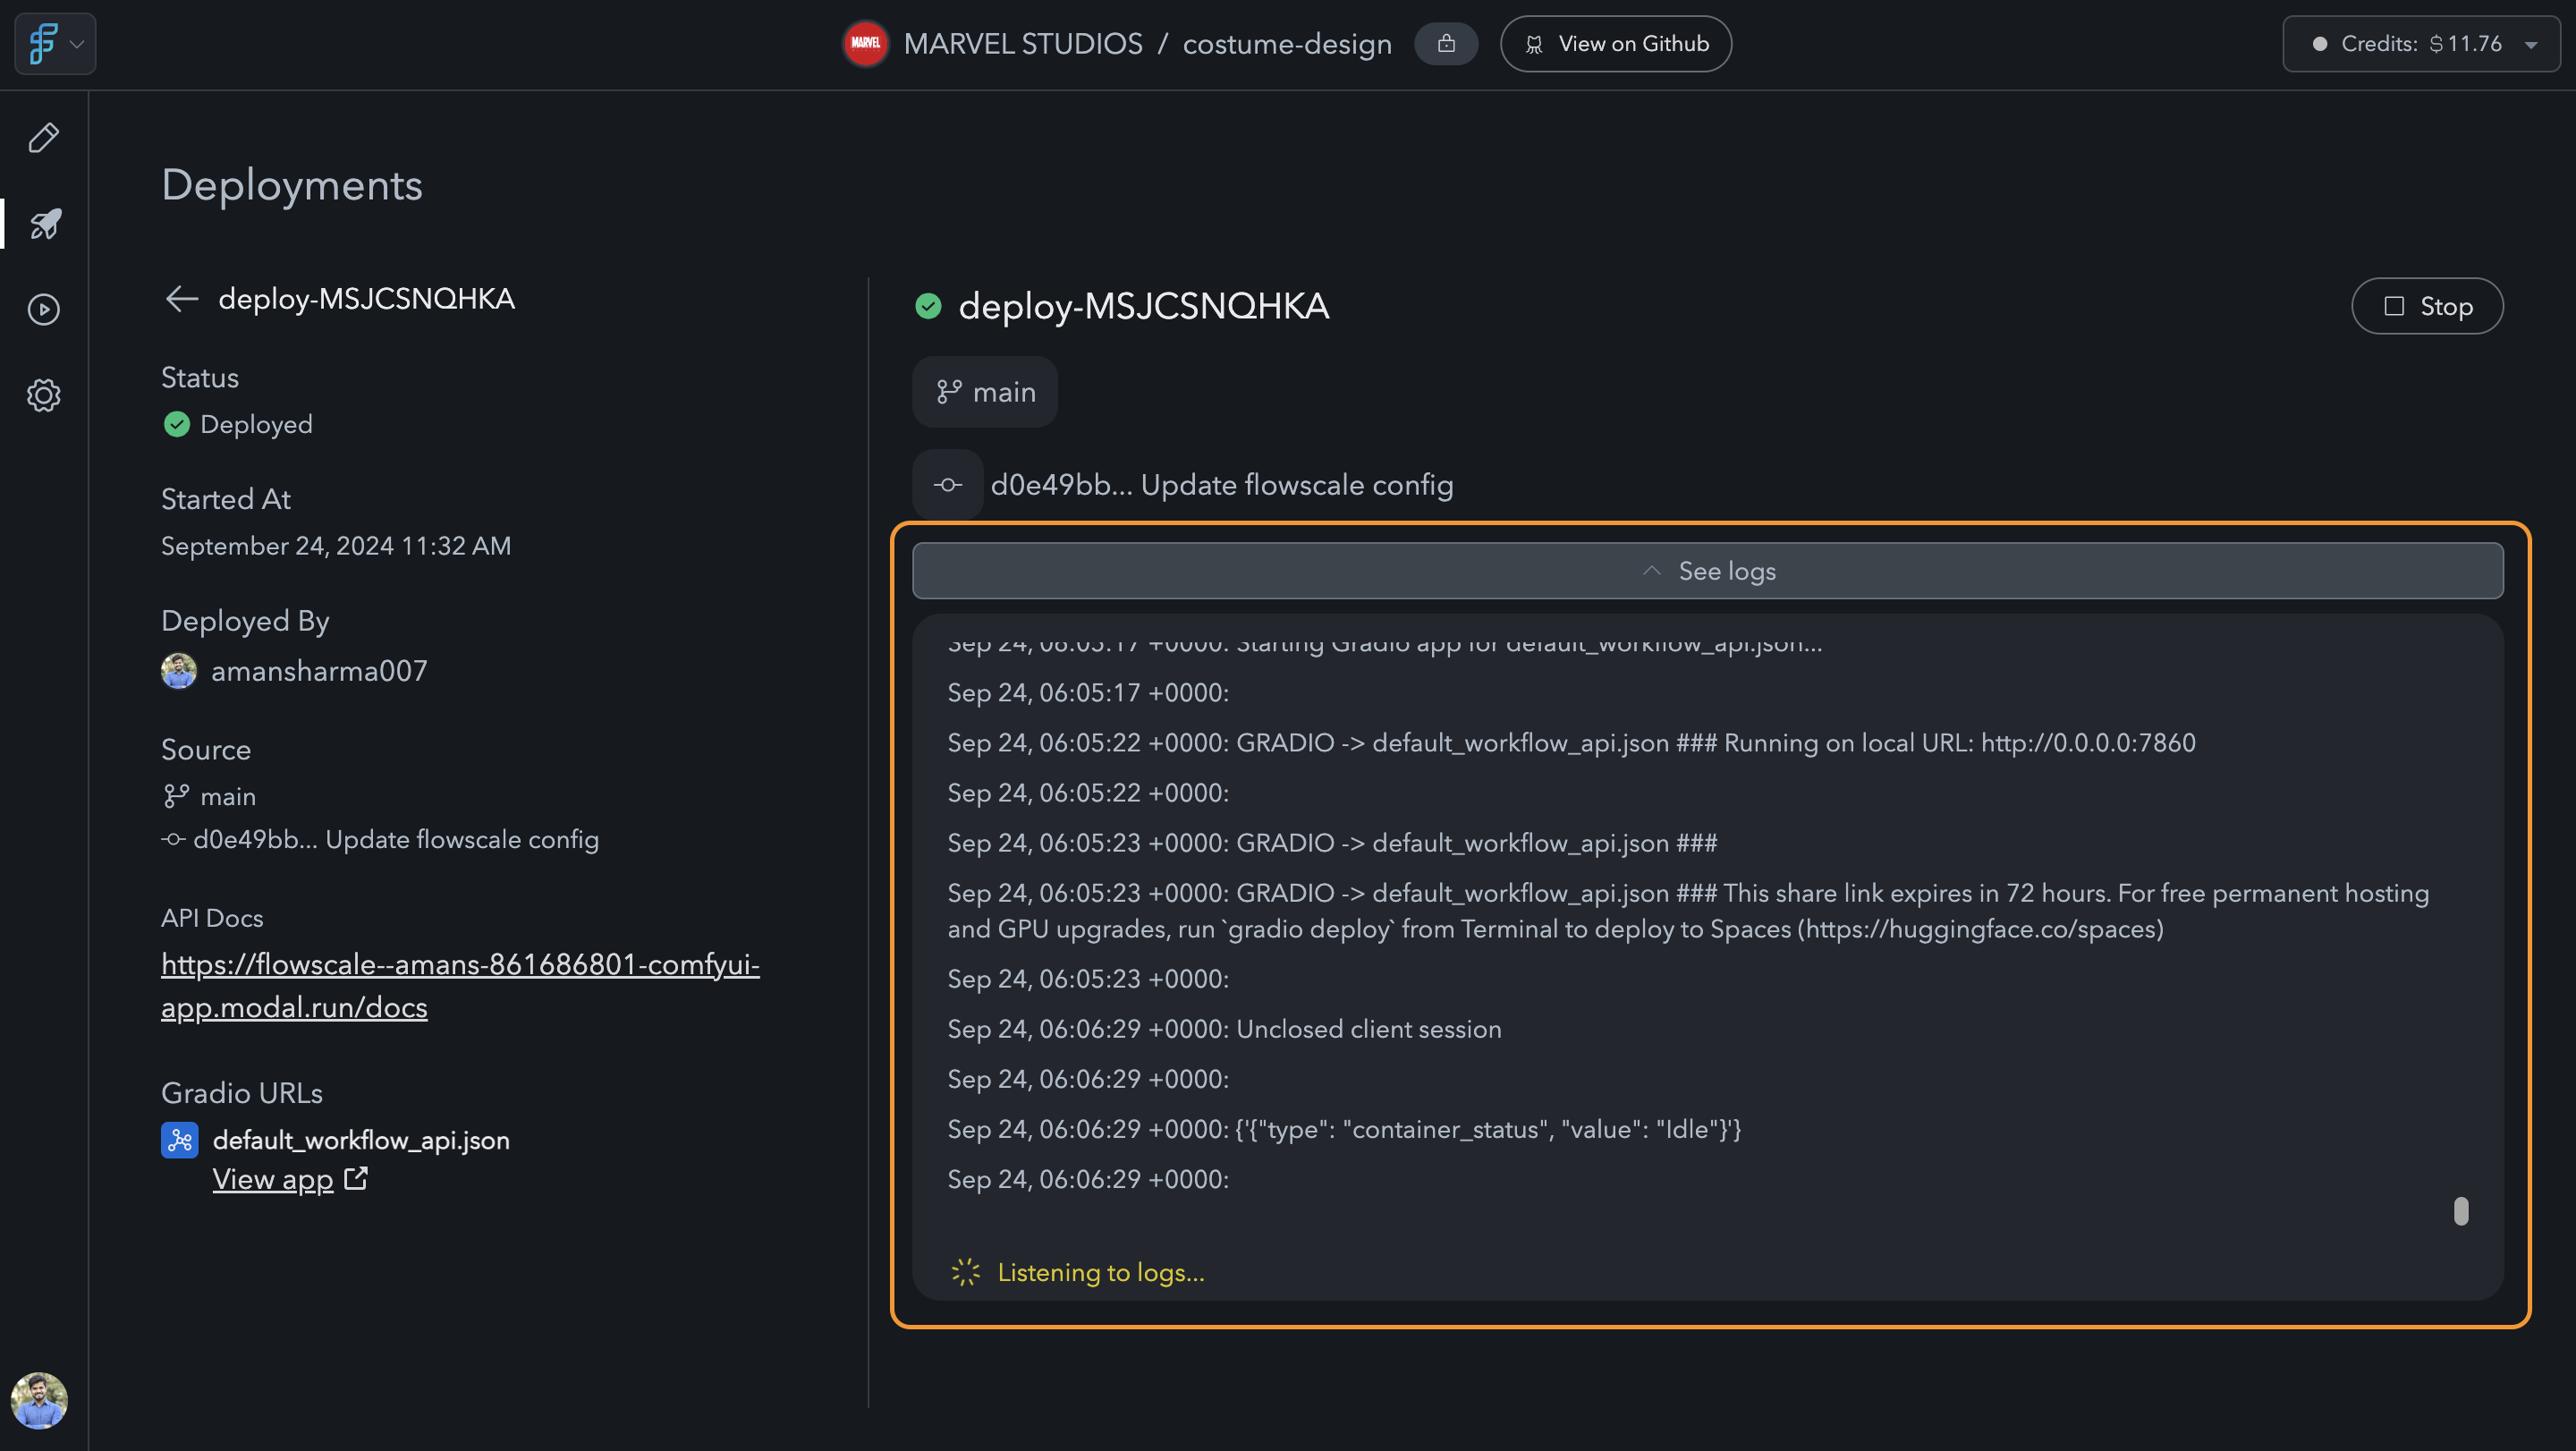 MARVEL MARVEL STUDIOS / costume-design View on Github Credits: $ 11.76
Deployments
deploy-MSJCSNQHKA
Status
Deployed
Started At
September 24, 2024 11:32 AM
Deployed By
amansharma007
Source
main
d0e49bb... Update flowscale config
API Docs
https://flowscale--amans-861686801-comfyui-
app.modal.run/docs
Gradio URLs
default_workflow_api.json
View app
deploy-MSJCSNQHKA
Stop
main
d0e49bb... Update flowscale config
See logs
Sep 24, 06:05:17 +0000: Starting Gradio app for default_workflow_api.json...
Sep 24, 06:05:17 +0000:
Sep 24, 06:05:22 +0000: GRADIO -> default_workflow_api.json ### Running on local URL: http://0.0.0.0:7860
Sep 24, 06:05:22 +0000:
Sep 24, 06:05:23 +0000: GRADIO -> default_workflow_api.json ###
Sep 24, 06:05:23 +0000: GRADIO -> default_workflow_api.json ### This share link expires in 72 hours. For free permanent hosting
and GPU upgrades, run `gradio deploy` from Terminal to deploy to Spaces (https://huggingface.co/spaces)
Sep 24, 06:05:23 +0000:
Sep 24, 06:06:29 +0000: Unclosed client session
Sep 24, 06:06:29 +0000:
Sep 24, 06:06:29 +0000: {'{"type": "container_status", "value": "Idle"}'}
Sep 24, 06:06:29 +0000:
Listening to logs...